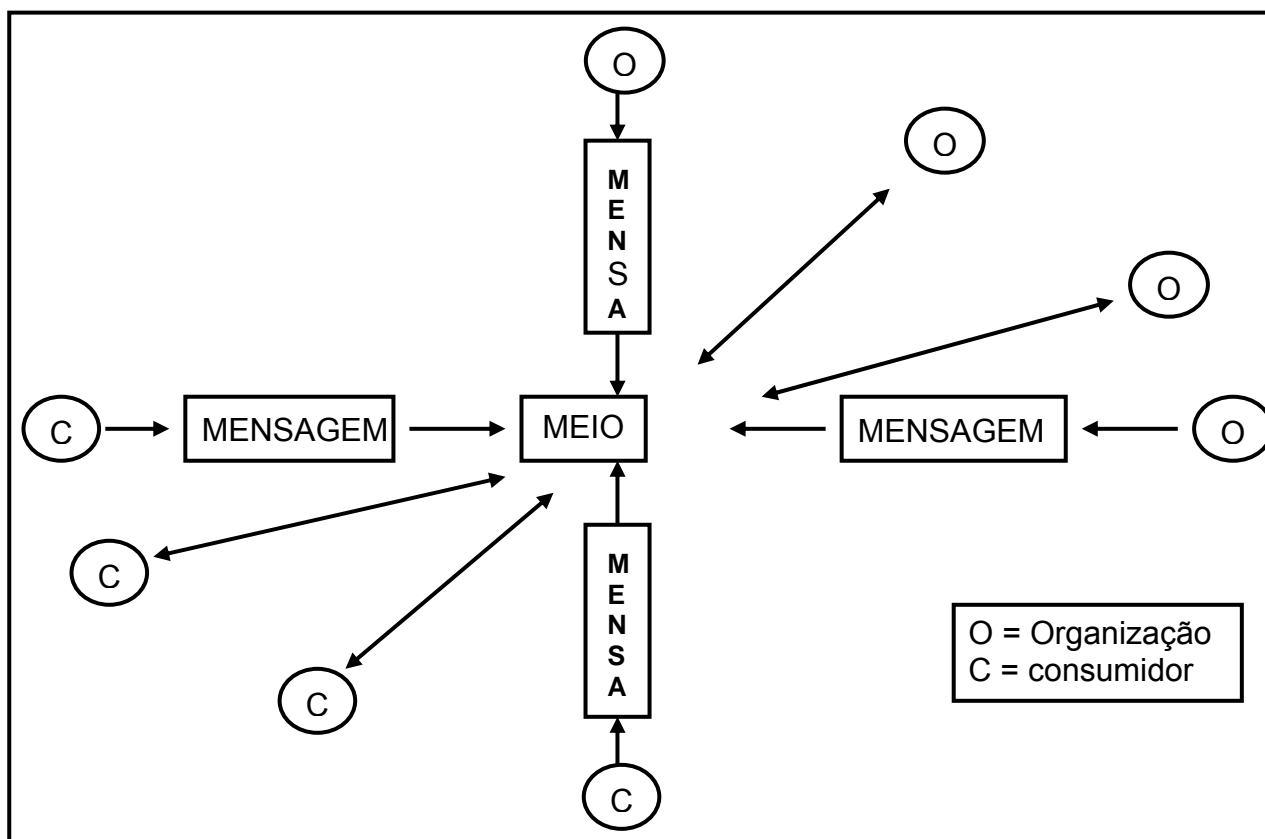 O
O
M
E
N
S
A
O
C
MENSAGEM
MEIO
MENSAGEM
O
C
M
E
N
S
A
C
C
O = Organização
C = consumidor